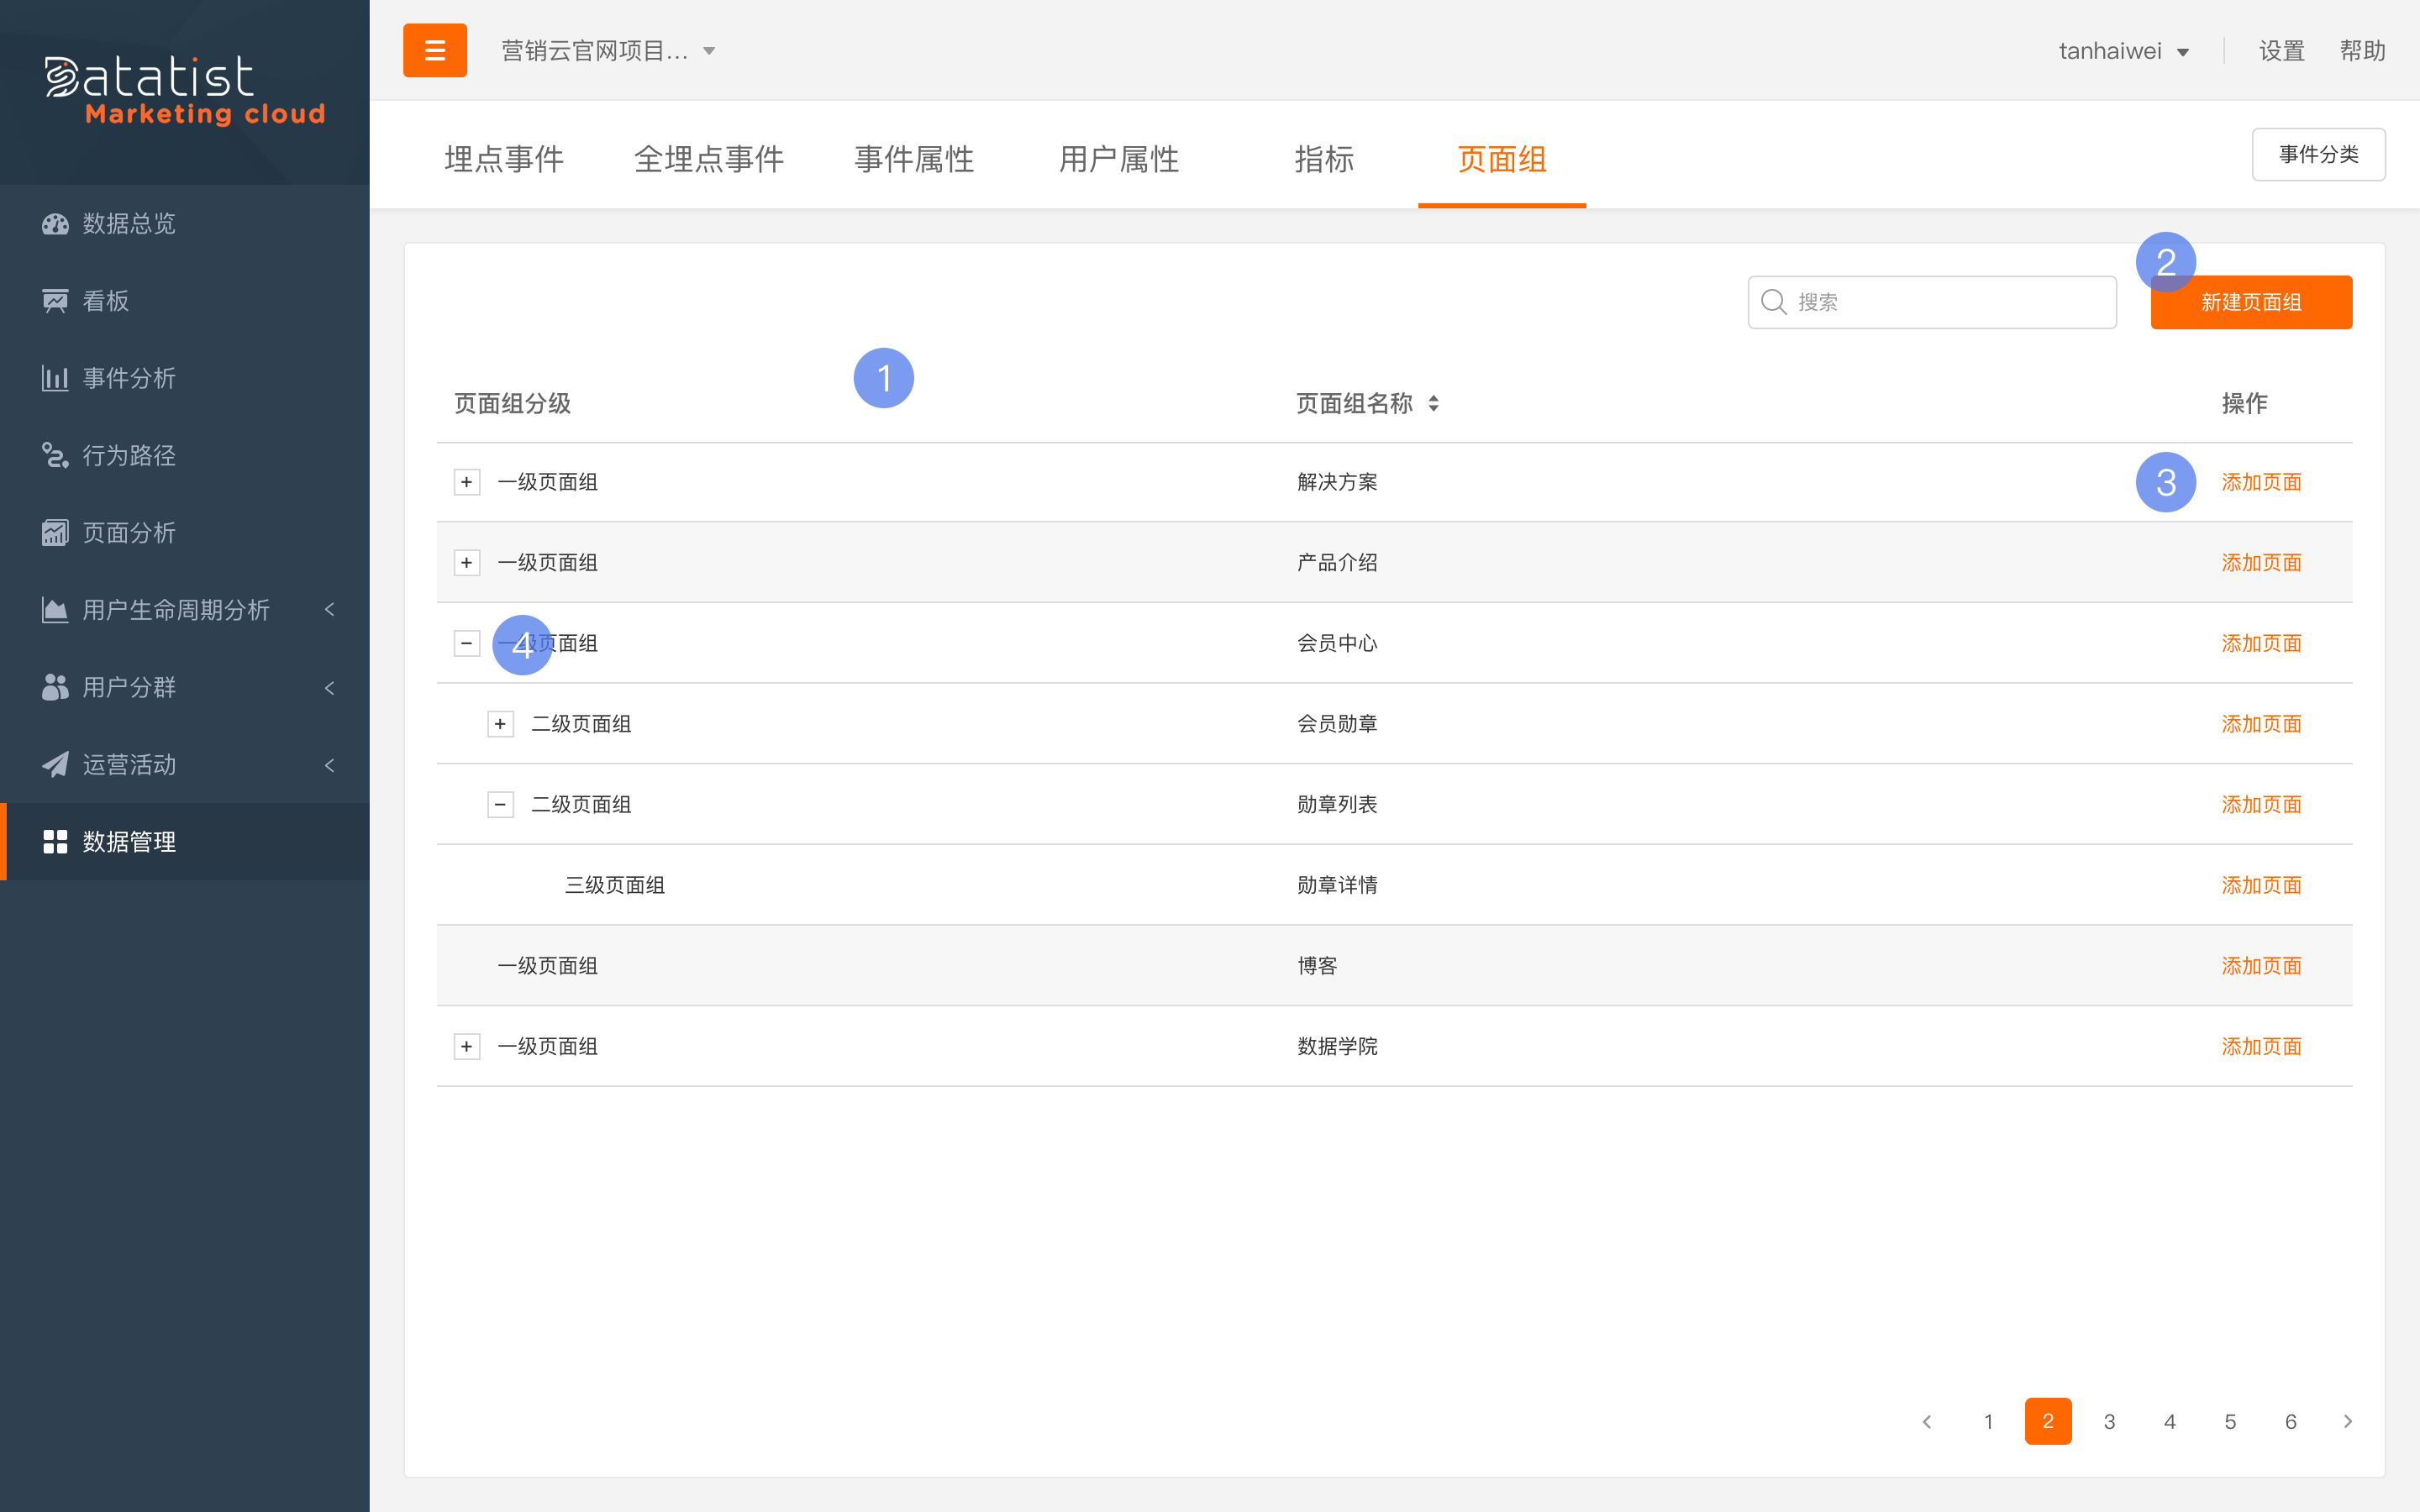 Datatist
Marketing cloud
数据总览
看板
事件分析
行为路径
页面分析
用户生命周期分析
用户分群
运营活动
数据管理
营销云官网项目...
tanhaiwei
设置
帮助
埋点事件
全埋点事件
事件属性
用户属性
指标
页面组
事件分类
搜索
2
新建页面组
1
页面组分级
页面组名称
操作
+ 一级页面组 解决方案 3 添加页面
+ 一级页面组 产品介绍 添加页面
− 4 一级页面组 会员中心 添加页面
+ 二级页面组 会员勋章 添加页面
− 二级页面组 勋章列表 添加页面
三级页面组 勋章详情 添加页面
一级页面组 博客 添加页面
+ 一级页面组 数据学院 添加页面
< 1 2 3 4 5 6 >